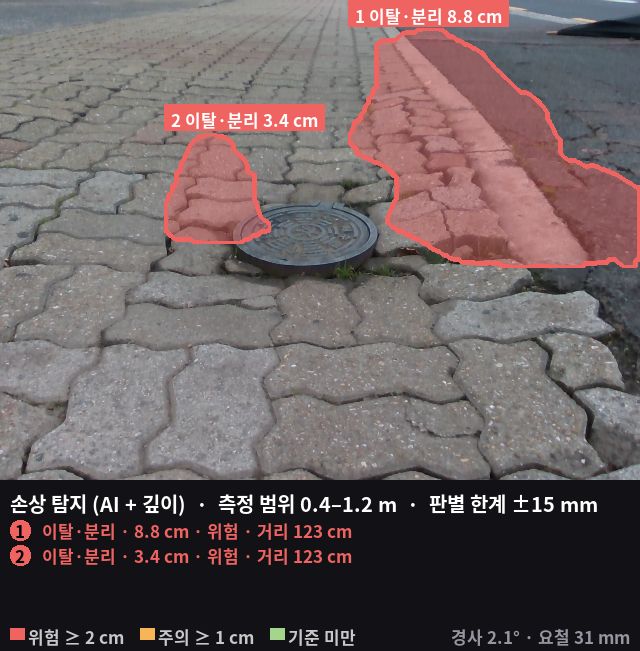 1 이탈·분리 8.8 cm
2 이탈·분리 3.4 cm
손상 탐지 (AI + 깊이) · 측정 범위 0.4–1.2 m · 판별 한계 ±15 mm
1 이탈·분리 · 8.8 cm · 위험 · 거리 123 cm
2 이탈·분리 · 3.4 cm · 위험 · 거리 123 cm
위험 ≥ 2 cm 주의 ≥ 1 cm 기준 미만 경사 2.1° · 요철 31 mm